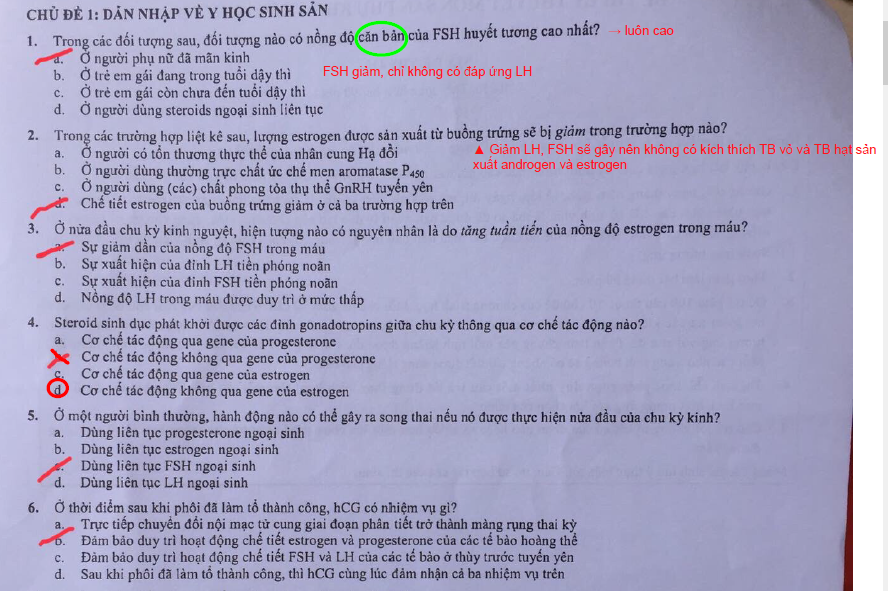 CHỦ ĐỀ 1: DẪN NHẬP VỀ Y HỌC SINH SẢN
1. Trong các đối tượng sau, đối tượng nào có nồng độ căn bản của FSH huyết tương cao nhất? → luôn cao
a. Ở người phụ nữ đã mãn kinh
b. Ở trẻ em gái đang trong tuổi dậy thì FSH giảm, chỉ không có đáp ứng LH
c. Ở trẻ em gái còn chưa đến tuổi dậy thì
d. Ở người dùng steroids ngoại sinh liên tục
2. Trong các trường hợp liệt kê sau, lượng estrogen được sản xuất từ buồng trứng sẽ bị giảm trong trường hợp nào?
a. Ở người có tổn thương thực thể của nhân cung Hạ đồi ▲ Giảm LH, FSH sẽ gây nên không có kích thích TB vỏ và TB hạt sản
xuất androgen và estrogen
b. Ở người dùng thường trực chất ức chế men aromatase P450
c. Ở người dùng (các) chất phong tỏa thụ thể GnRH tuyến yên
d. Chế tiết estrogen của buồng trứng giảm ở cả ba trường hợp trên
3. Ở nửa đầu chu kỳ kinh nguyệt, hiện tượng nào có nguyên nhân là do tăng tuần tiến của nồng độ estrogen trong máu?
a. Sự giảm dần của nồng độ FSH trong máu
b. Sự xuất hiện của đỉnh LH tiền phóng noãn
c. Sự xuất hiện của đỉnh FSH tiền phóng noãn
d. Nồng độ LH trong máu được duy trì ở mức thấp
4. Steroid sinh dục phát khởi được các đỉnh gonadotropins giữa chu kỳ thông qua cơ chế tác động nào?
a. Cơ chế tác động qua gene của progesterone
Cơ chế tác động không qua gene của progesterone
c. Cơ chế tác động qua gene của estrogen
d. Cơ chế tác động không qua gene của estrogen
5. Ở một người bình thường, hành động nào có thể gây ra song thai nếu nó được thực hiện nửa đầu của chu kỳ kinh?
a. Dùng liên tục progesterone ngoại sinh
b. Dùng liên tục estrogen ngoại sinh
c. Dùng liên tục FSH ngoại sinh
d. Dùng liên tục LH ngoại sinh
6. Ở thời điểm sau khi phôi đã làm tổ thành công, hCG có nhiệm vụ gì?
a. Trực tiếp chuyển đổi nội mạc tử cung giai đoạn phân tiết trở thành màng rụng thai kỳ
b. Đảm bảo duy trì hoạt động chế tiết estrogen và progesterone của các tế bào hoàng thể
c. Đảm bảo duy trì hoạt động chế tiết FSH và LH của các tế bào ở thùy trước tuyến yên
d. Sau khi phôi đã làm tổ thành công, thì hCG cùng lúc đảm nhận cả ba nhiệm vụ trên